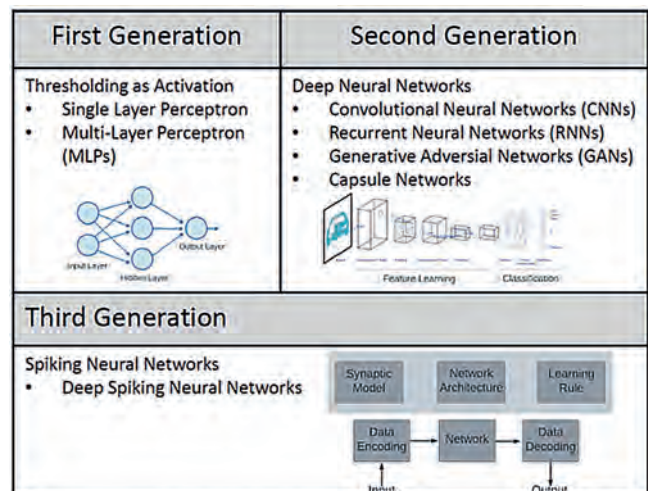 First Generation
Second Generation
Thresholding as Activation
• Single Layer Perceptron
• Multi-Layer Perceptron
(MLPs)
Input Layer
Hidden Layer
Output Layer
Deep Neural Networks
• Convolutional Neural Networks (CNNs)
• Recurrent Neural Networks (RNNs)
• Generative Adversial Networks (GANs)
• Capsule Networks
Feature Learning
Classification
Third Generation
Spiking Neural Networks
• Deep Spiking Neural Networks
Synaptic
Model
Network
Architecture
Learning
Rule
Data
Encoding
Network
Data
Decoding
Input
Output